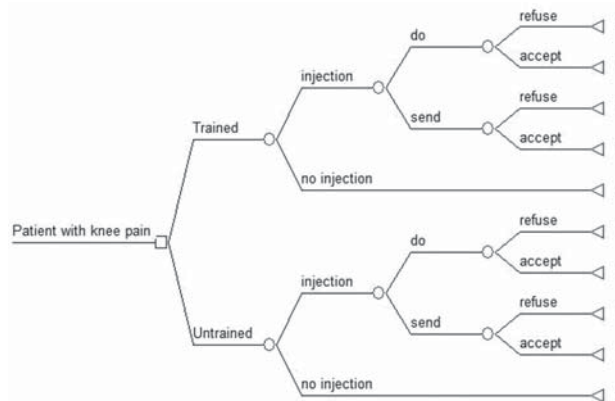 refuse
do
accept
injection
refuse
send
accept
Trained
no injection
Patient with knee pain
refuse
do
accept
injection
refuse
send
accept
Untrained
no injection